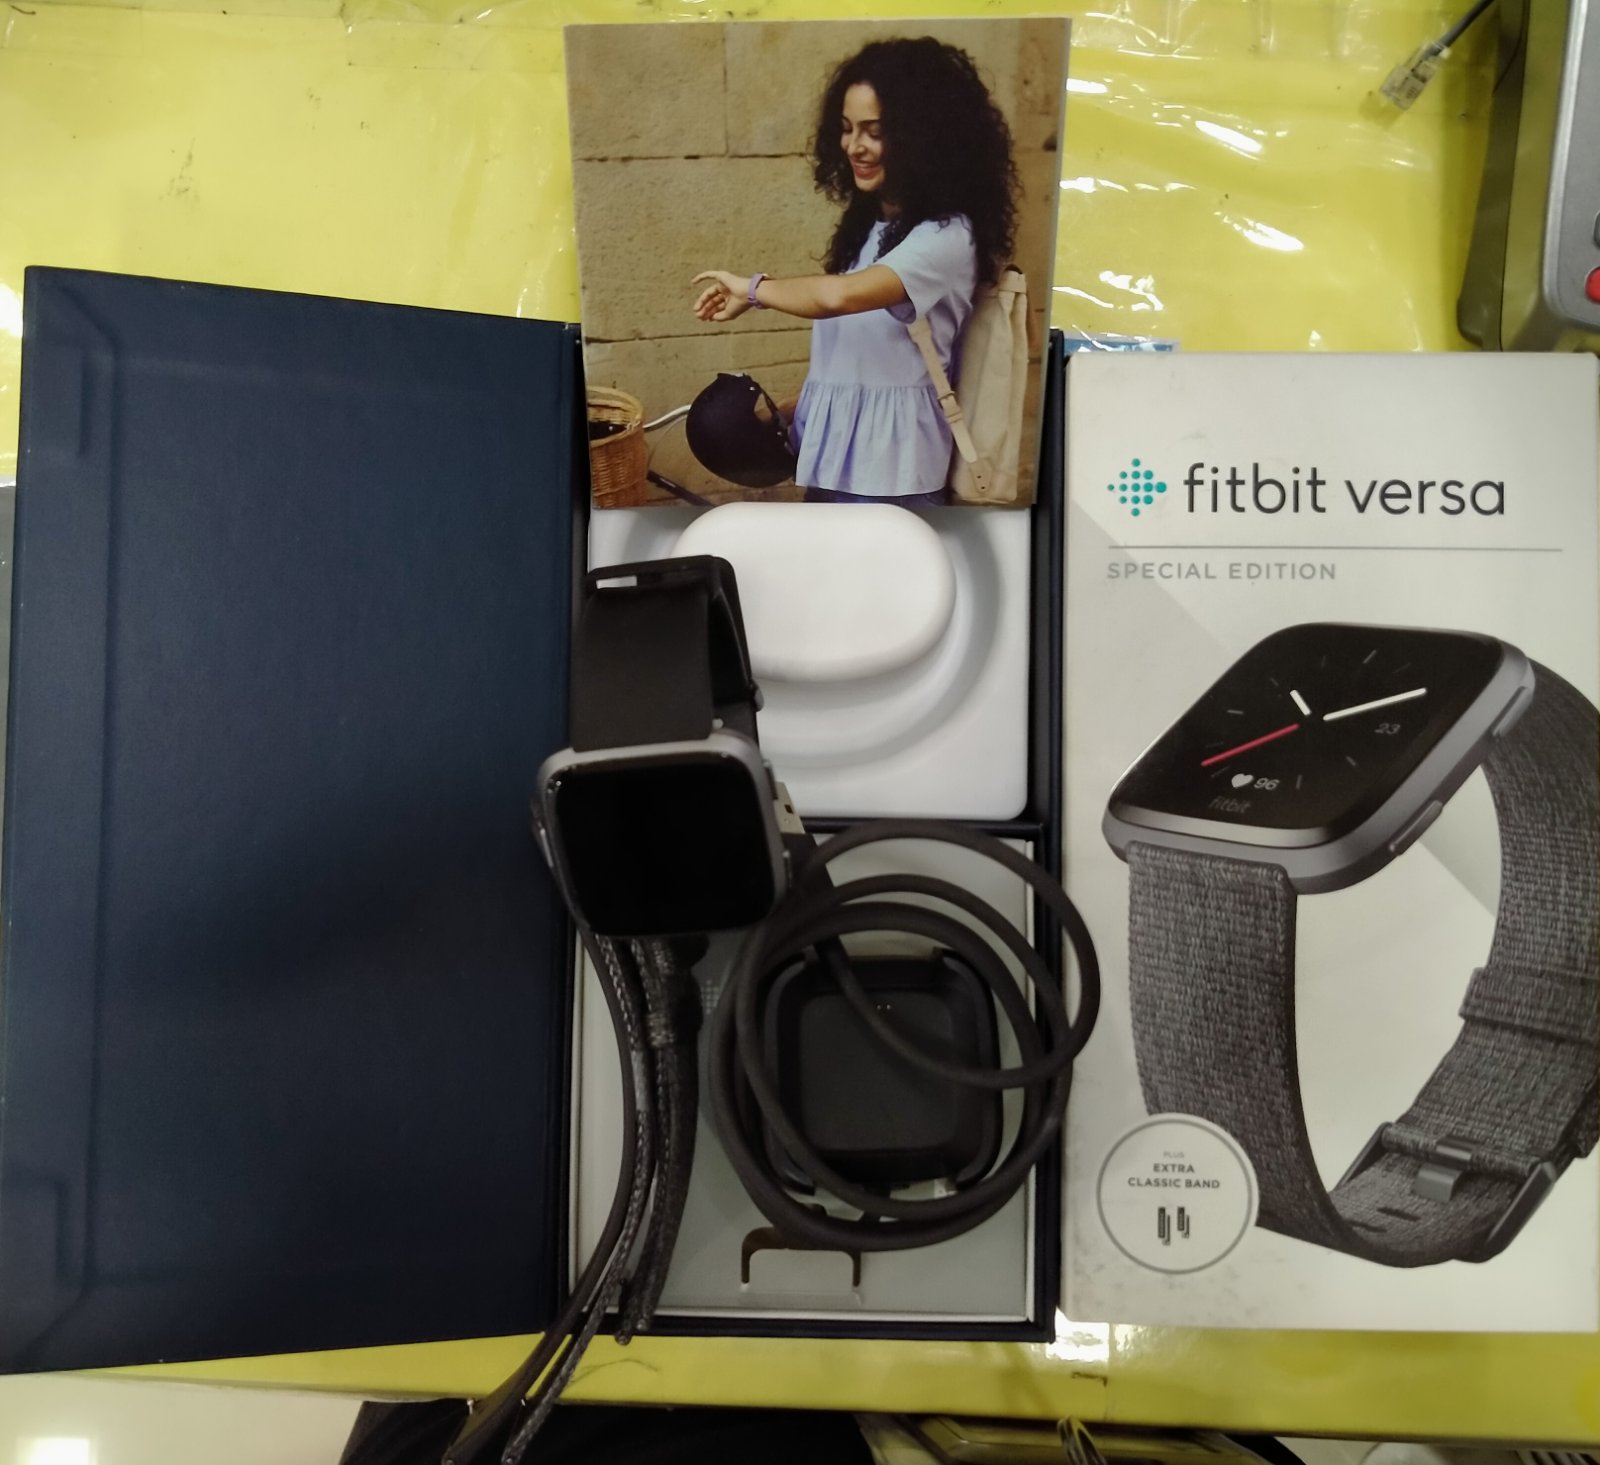 fitbit versa
SPECIAL EDITION
23
96
fitbit
PLUS
EXTRA
CLASSIC BAND